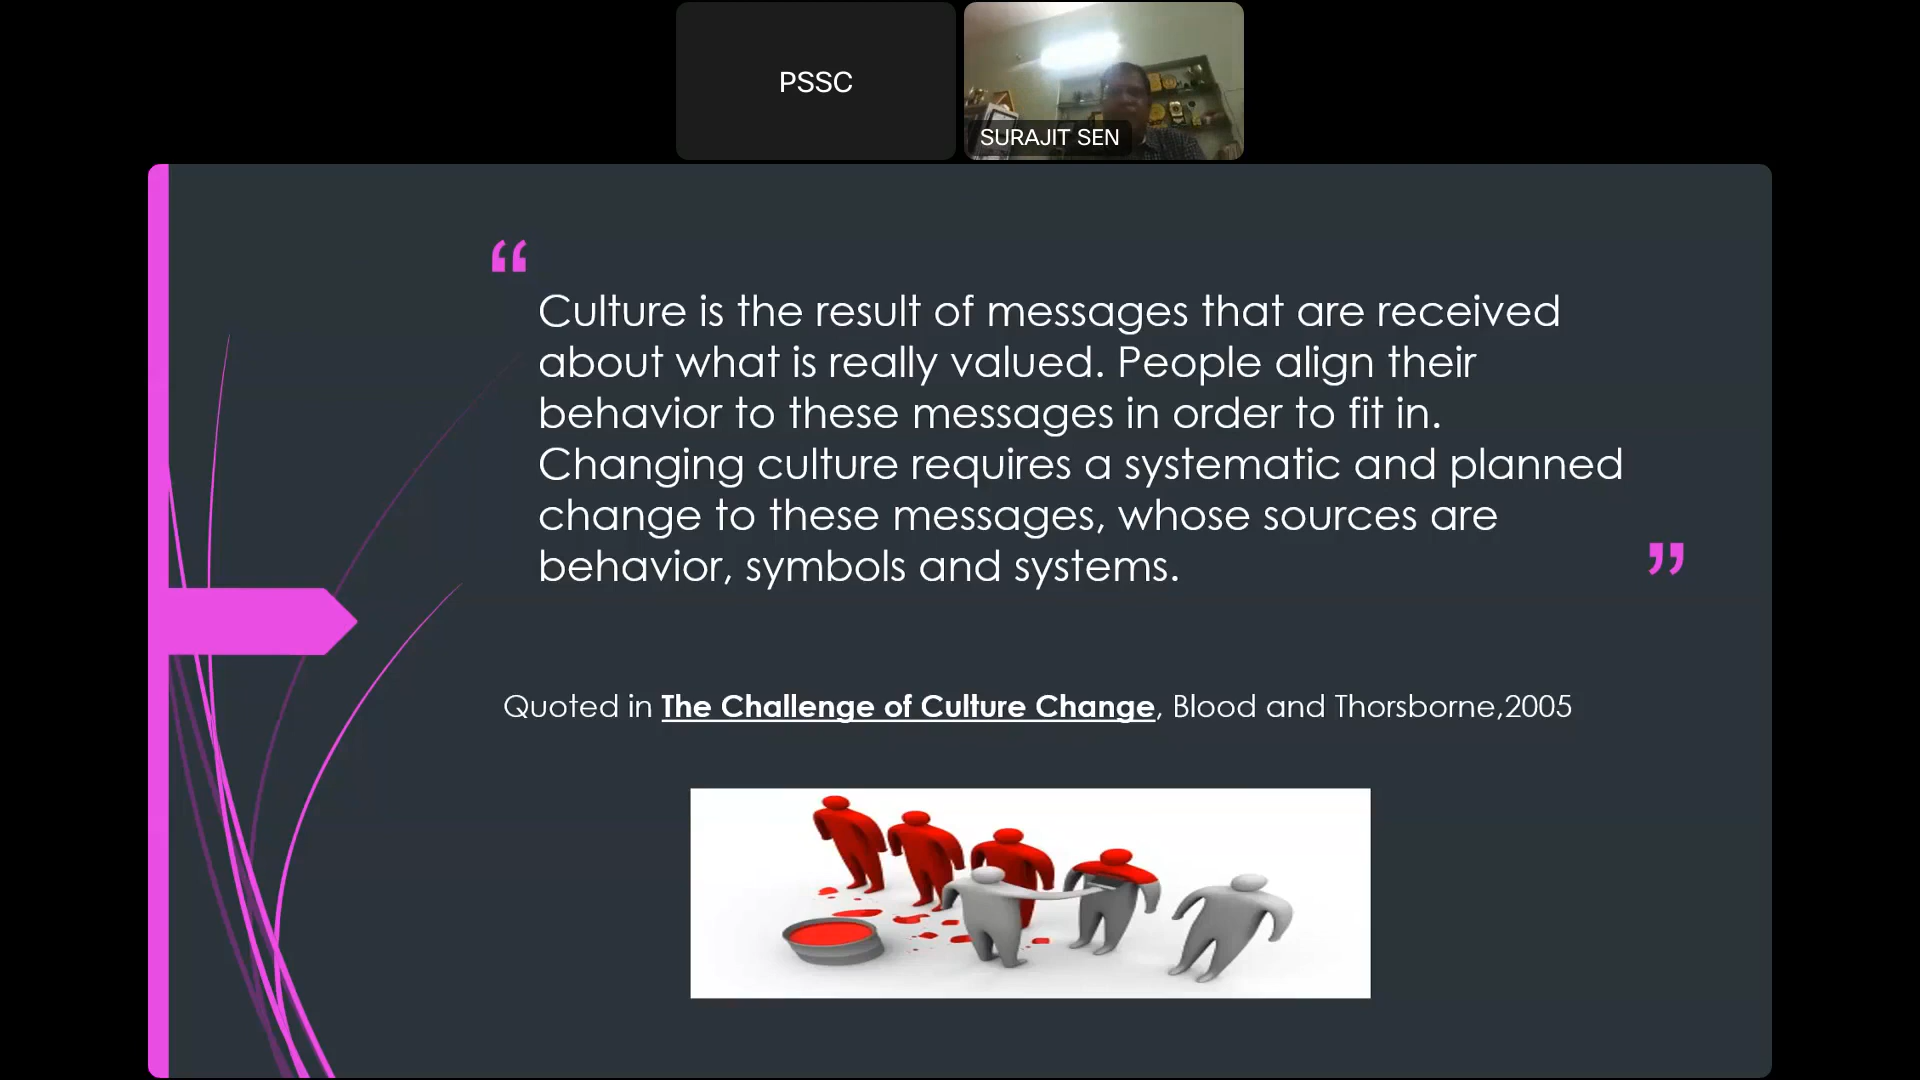 PSSC
SURAJIT SEN
“
Culture is the result of messages that are received
about what is really valued. People align their
behavior to these messages in order to fit in.
Changing culture requires a systematic and planned
change to these messages, whose sources are
behavior, symbols and systems.
”
Quoted in The Challenge of Culture Change, Blood and Thorsborne,2005